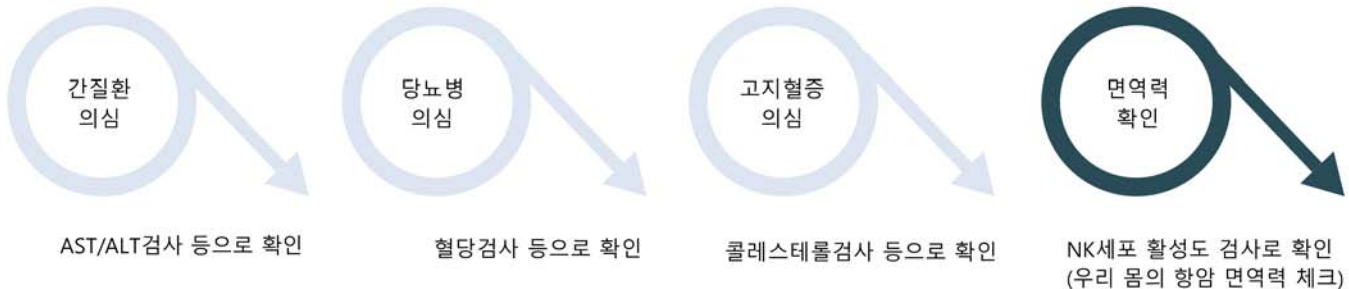 간질환
의심
당뇨병
의심
고지혈증
의심
면역력
확인
AST/ALT검사 등으로 확인
혈당검사 등으로 확인
콜레스테롤검사 등으로 확인
NK세포 활성도 검사로 확인
(우리 몸의 항암 면역력 체크)